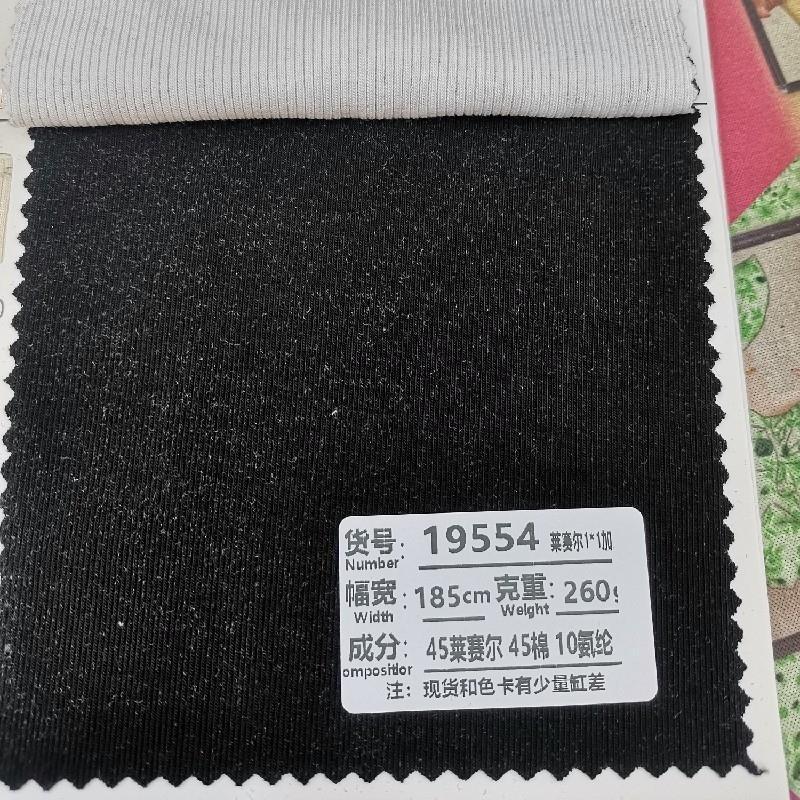 货号: 19554 莱赛尔1*1加
Number
幅宽: 185cm 克重: 260g
Width Weight
成分: 45莱赛尔 45棉 10氨纶
ompositior
注: 现货和色卡有少量缸差